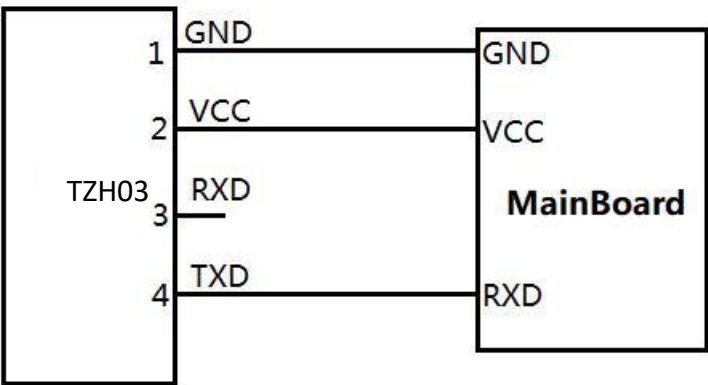 GND
1
GND
VCC
2
VCC
TZH03
RXD
3
MainBoard
TXD
4
RXD